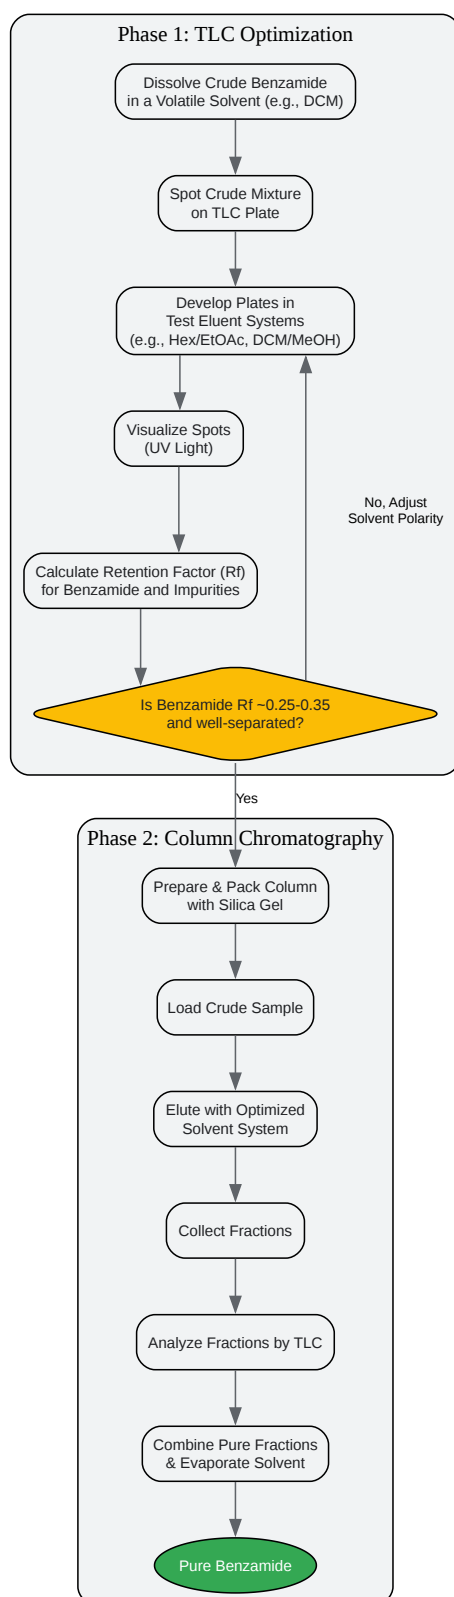 Phase 1: TLC Optimization
Dissolve Crude Benzamide
in a Volatile Solvent (e.g., DCM)
Spot Crude Mixture
on TLC Plate
Develop Plates in
Test Eluent Systems
(e.g., Hex/EtOAc, DCM/MeOH)
Visualize Spots
(UV Light)
No, Adjust
Solvent Polarity
Calculate Retention Factor (Rf)
for Benzamide and Impurities
Is Benzamide Rf ~0.25-0.35
and well-separated?
Yes
Phase 2: Column Chromatography
Prepare & Pack Column
with Silica Gel
Load Crude Sample
Elute with Optimized
Solvent System
Collect Fractions
Analyze Fractions by TLC
Combine Pure Fractions
& Evaporate Solvent
Pure Benzamide